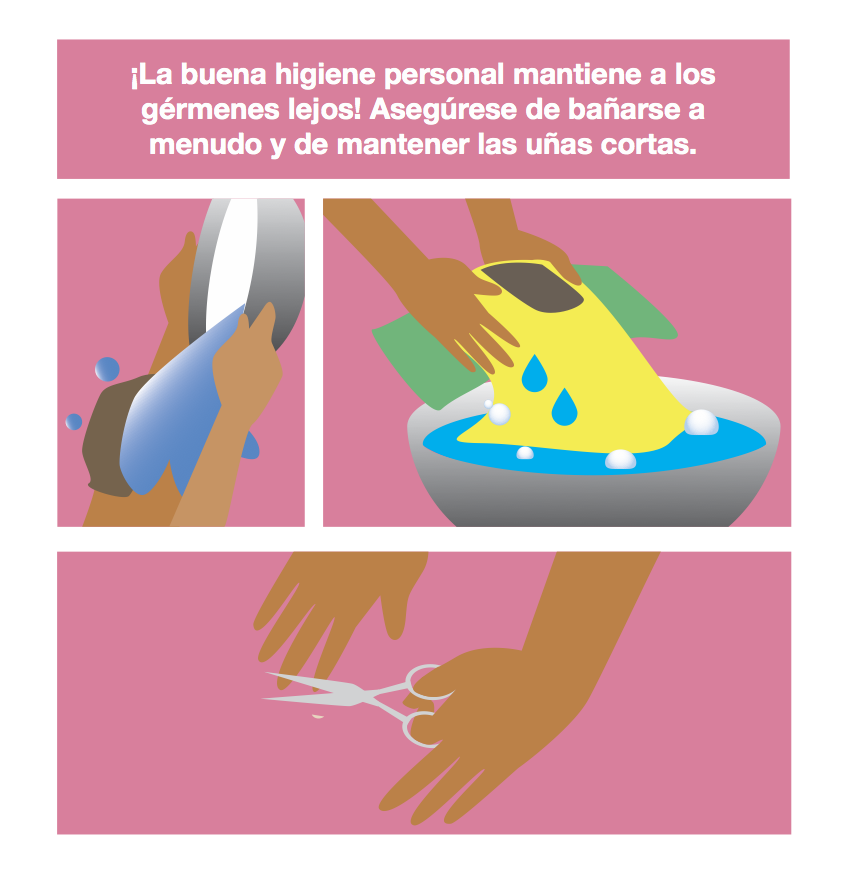 ¡La buena higiene personal mantiene a los
gérmenes lejos! Asegúrese de bañarse a
menudo y de mantener las uñas cortas.